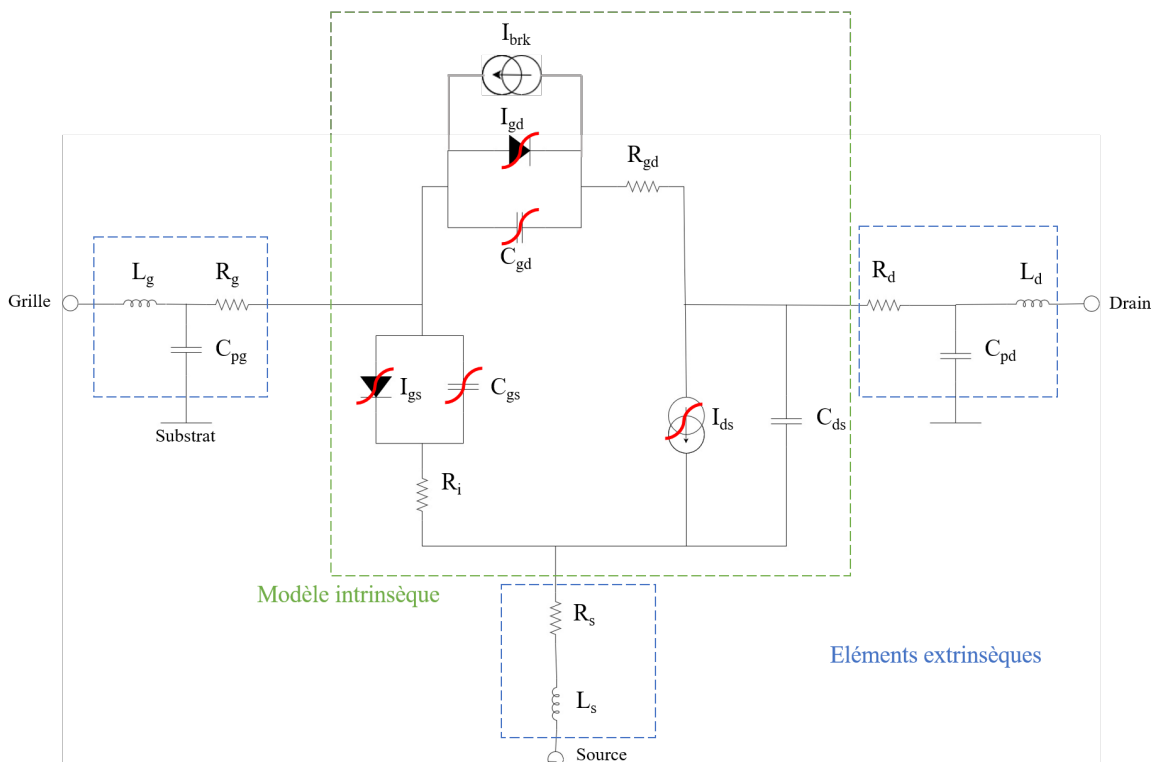 I_brk
I_gd
R_gd
C_gd
L_g
R_g
Grille
C_pg
Substrat
R_d
L_d
Drain
C_pd
I_gs
C_gs
I_ds
C_ds
R_i
Modèle intrinsèque
R_s
Eléments extrinsèques
L_s
Source